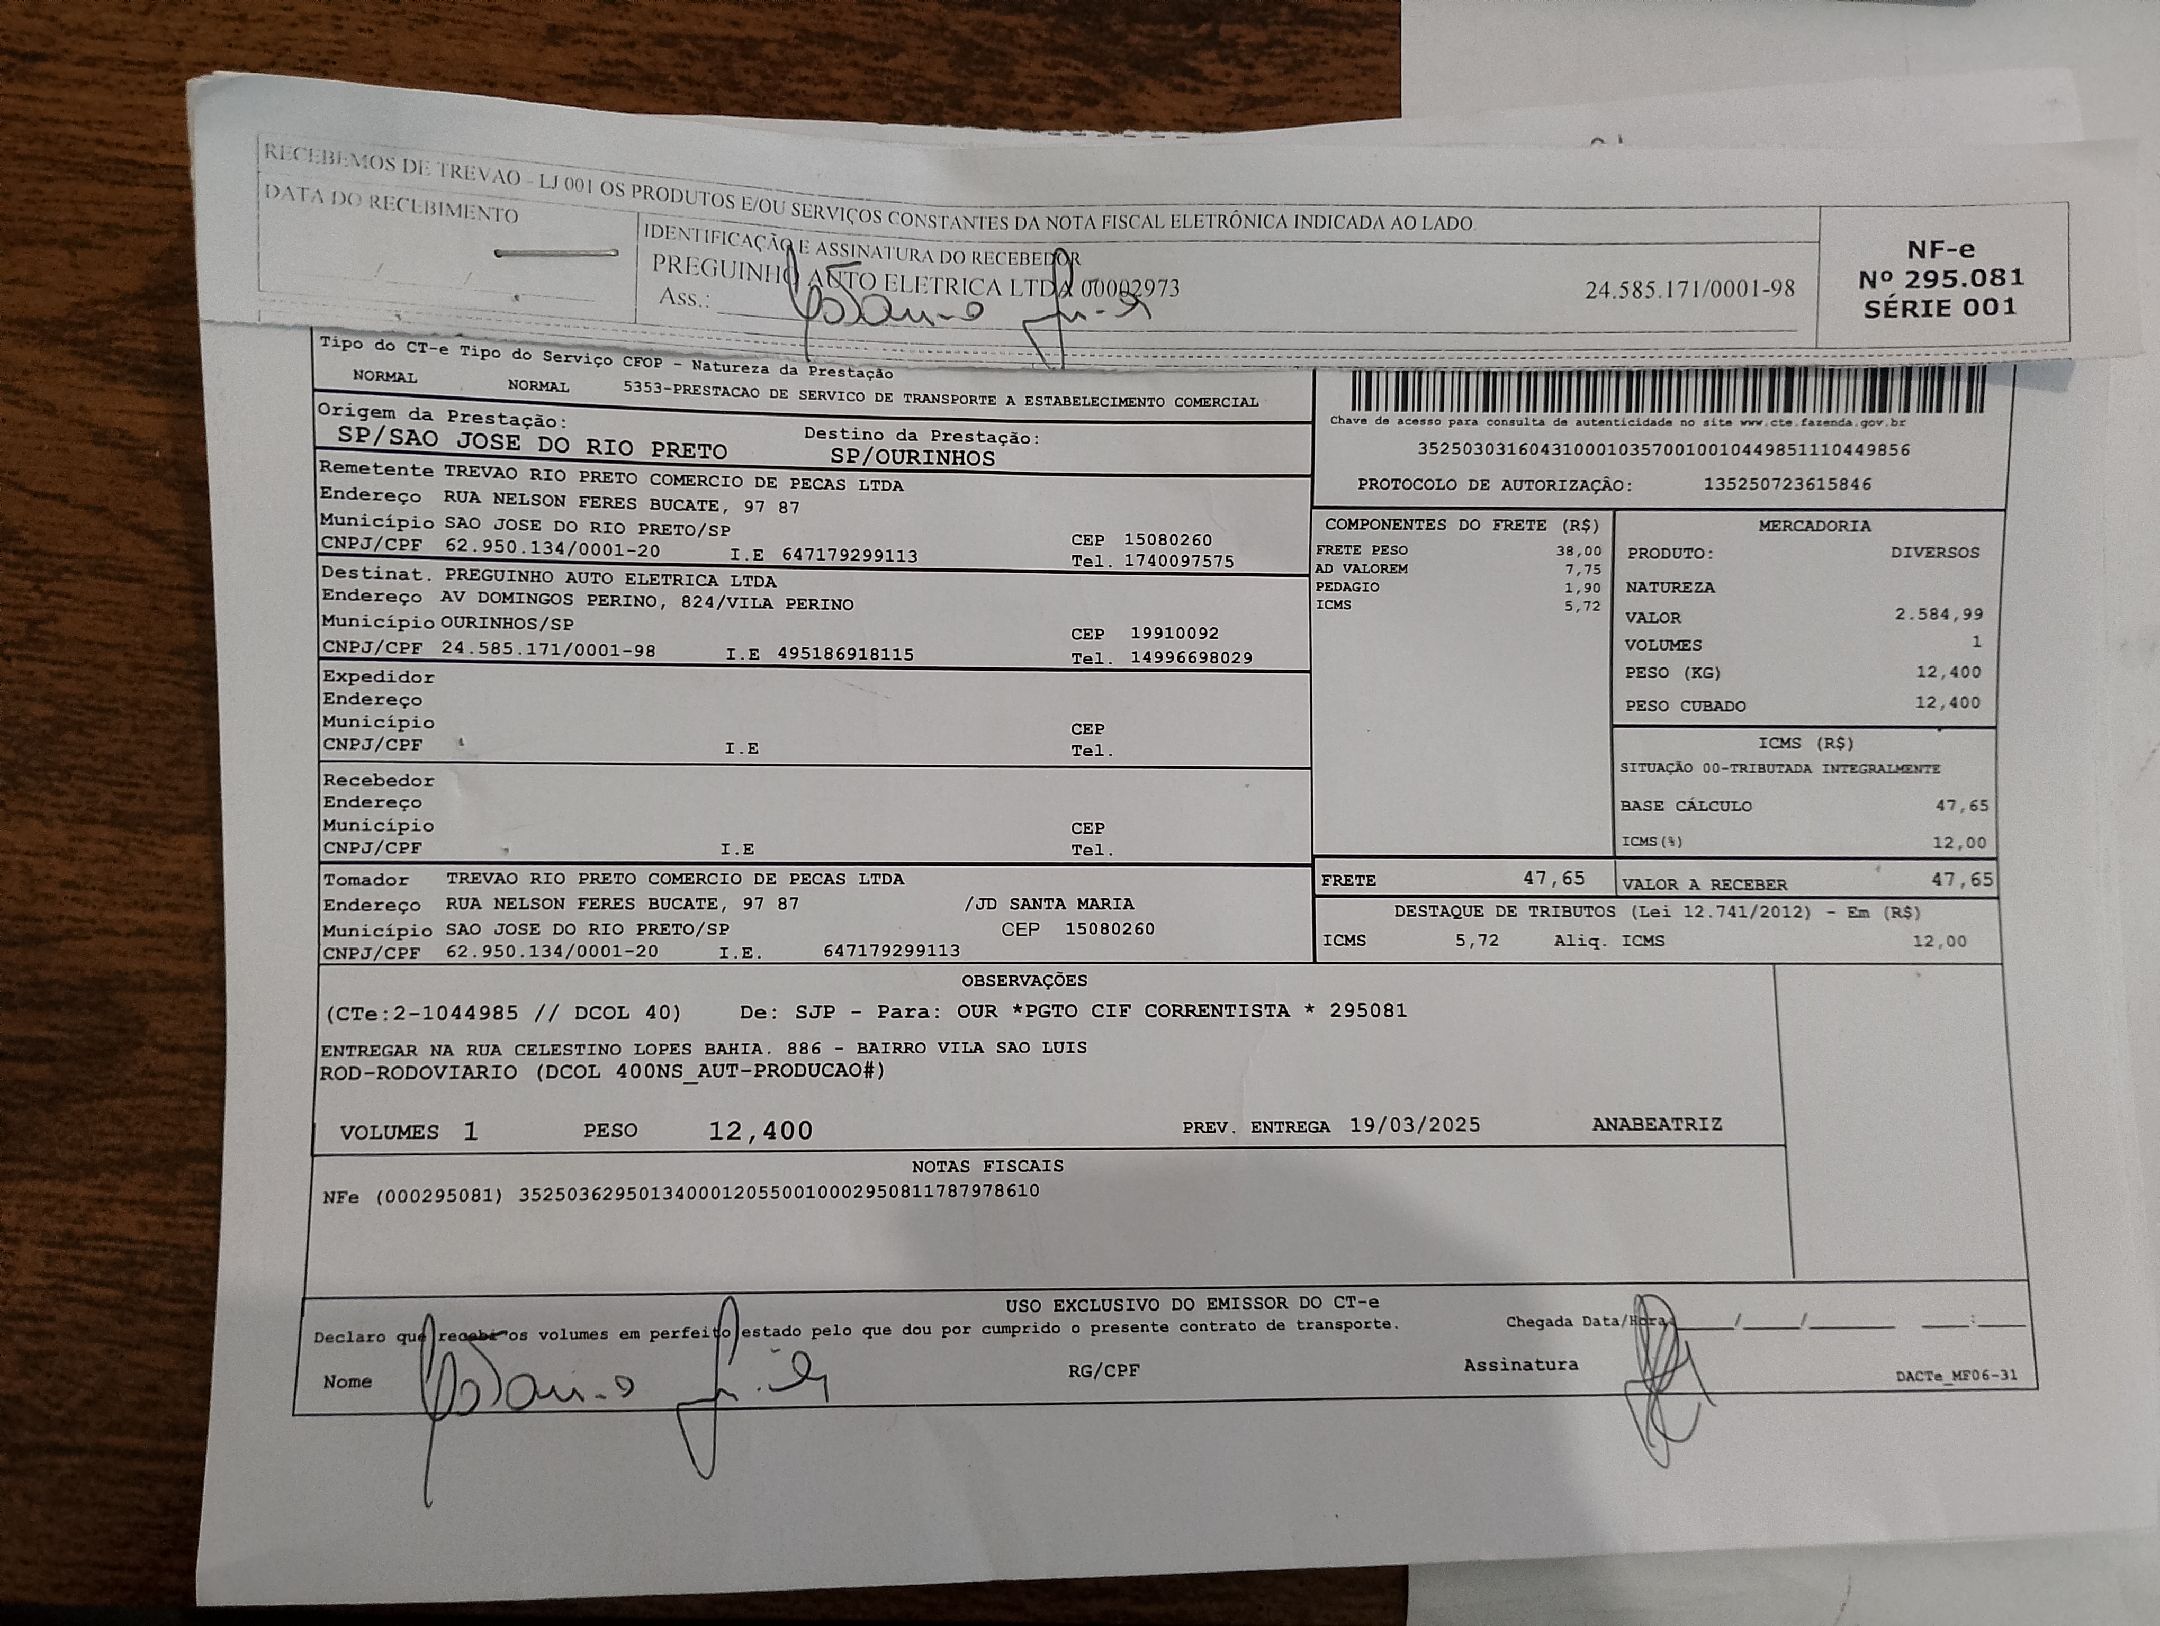 RECEBEMOS DE TREVAO - LJ 001 OS PRODUTOS E/OU SERVIÇOS CONSTANTES DA NOTA FISCAL ELETRÔNICA INDICADA AO LADO
DATA DO RECEBIMENTO
/ /
IDENTIFICAÇÃO E ASSINATURA DO RECEBEDOR
PREGUINHO AUTO ELETRICA LTDA 00002973
24.585.171/0001-98
Ass.:
NF-e
Nº 295.081
SÉRIE 001
Tipo do CT-e Tipo do Serviço CFOP - Natureza da Prestação
NORMAL NORMAL 5353-PRESTACAO DE SERVICO DE TRANSPORTE A ESTABELECIMENTO COMERCIAL
Origem da Prestação: Destino da Prestação:
SP/SAO JOSE DO RIO PRETO SP/OURINHOS
Chave de acesso para consulta de autenticidade no site www.cte.fazenda.gov.br
35250303160431000103570010010449851110449856
PROTOCOLO DE AUTORIZAÇÃO: 135250723615846
Remetente TREVAO RIO PRETO COMERCIO DE PECAS LTDA
Endereço RUA NELSON FERES BUCATE, 97 87
Município SAO JOSE DO RIO PRETO/SP CEP 15080260
CNPJ/CPF 62.950.134/0001-20 I.E 647179299113 Tel. 1740097575
Destinat. PREGUINHO AUTO ELETRICA LTDA
Endereço AV DOMINGOS PERINO, 824/VILA PERINO
Município OURINHOS/SP CEP 19910092
CNPJ/CPF 24.585.171/0001-98 I.E 495186918115 Tel. 14996698029
Expedidor
Endereço
Município CEP
CNPJ/CPF I.E Tel.
Recebedor
Endereço
Município CEP
CNPJ/CPF I.E Tel.
Tomador TREVAO RIO PRETO COMERCIO DE PECAS LTDA
Endereço RUA NELSON FERES BUCATE, 97 87 /JD SANTA MARIA
Município SAO JOSE DO RIO PRETO/SP CEP 15080260
CNPJ/CPF 62.950.134/0001-20 I.E. 647179299113
COMPONENTES DO FRETE (R$)
FRETE PESO 38,00
AD VALOREM 7,75
PEDAGIO 1,90
ICMS 5,72
MERCADORIA
PRODUTO: DIVERSOS
NATUREZA
VALOR 2.584,99
VOLUMES 1
PESO (KG) 12,400
PESO CUBADO 12,400
ICMS (R$)
SITUAÇÃO 00-TRIBUTADA INTEGRALMENTE
BASE CÁLCULO 47,65
ICMS(%) 12,00
FRETE 47,65 VALOR A RECEBER 47,65
DESTAQUE DE TRIBUTOS (Lei 12.741/2012) - Em (R$)
ICMS 5,72 Aliq. ICMS 12,00
OBSERVAÇÕES
(CTe:2-1044985 // DCOL 40) De: SJP - Para: OUR *PGTO CIF CORRENTISTA * 295081
ENTREGAR NA RUA CELESTINO LOPES BAHIA. 886 - BAIRRO VILA SAO LUIS
ROD-RODOVIARIO (DCOL 400NS_AUT-PRODUCAO#)
VOLUMES 1 PESO 12,400 PREV. ENTREGA 19/03/2025 ANABEATRIZ
NOTAS FISCAIS
NFe (000295081) 35250362950134000120550010002950811787978610
USO EXCLUSIVO DO EMISSOR DO CT-e
Declaro que recebi os volumes em perfeito estado pelo que dou por cumprido o presente contrato de transporte.
Chegada Data/Hora / / :
Nome RG/CPF Assinatura
DACTe_MF06-31